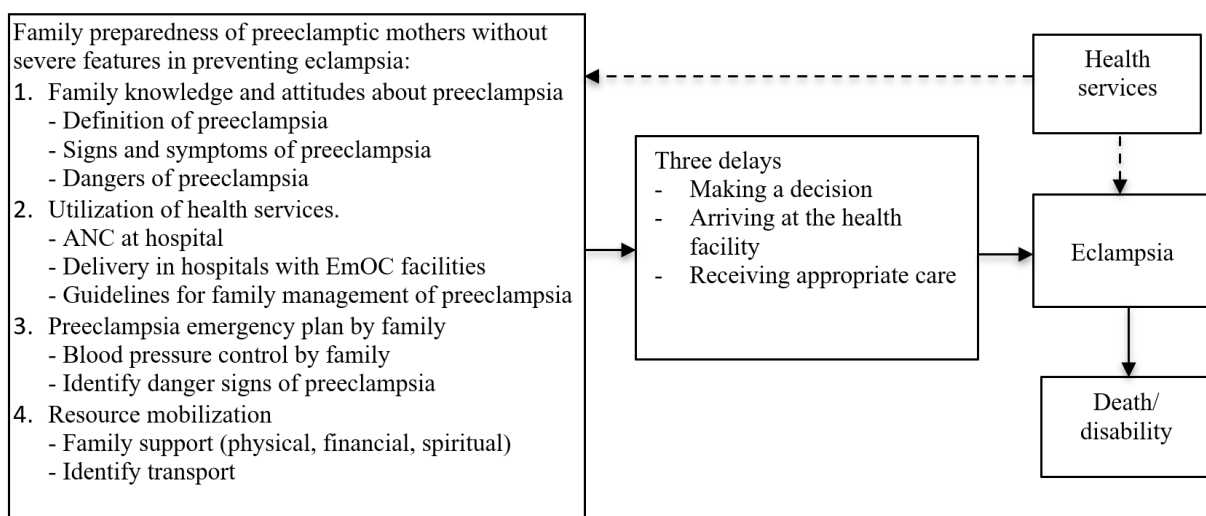 Family preparedness of preeclamptic mothers without
severe features in preventing eclampsia:
1. Family knowledge and attitudes about preeclampsia
- Definition of preeclampsia
- Signs and symptoms of preeclampsia
- Dangers of preeclampsia
2. Utilization of health services.
- ANC at hospital
- Delivery in hospitals with EmOC facilities
- Guidelines for family management of preeclampsia
3. Preeclampsia emergency plan by family
- Blood pressure control by family
- Identify danger signs of preeclampsia
4. Resource mobilization
- Family support (physical, financial, spiritual)
- Identify transport
Three delays
- Making a decision
- Arriving at the health
facility
- Receiving appropriate care
Health
services
Eclampsia
Death/
disability